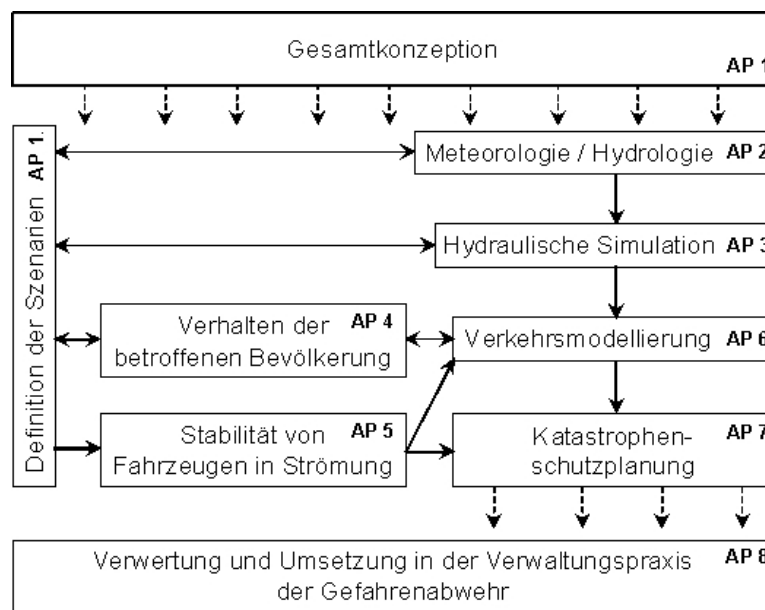 Gesamtkonzeption
AP 1
Definition der Szenarien AP 1.
Meteorologie / Hydrologie AP 2
Hydraulische Simulation AP 3
Verhalten der AP 4
betroffenen Bevölkerung
Verkehrsmodellierung AP 6
Stabilität von AP 5
Fahrzeugen in Strömung
Katastrophen- AP 7
schutzplanung
Verwertung und Umsetzung in der Verwaltungspraxis AP 8
der Gefahrenabwehr